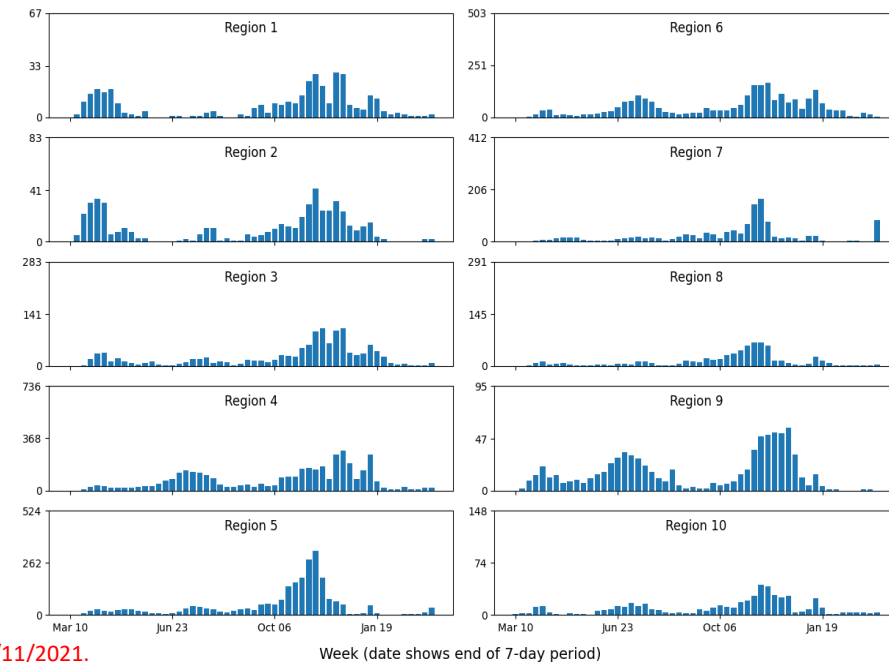 67
33
0
Region 1
503
251
0
Region 6
83
41
0
Region 2
412
206
0
Region 7
283
141
0
Region 3
291
145
0
Region 8
736
368
0
Region 4
95
47
0
Region 9
524
262
0
Region 5
148
74
0
Region 10
Mar 10 Jun 23 Oct 06 Jan 19
Mar 10 Jun 23 Oct 06 Jan 19
/11/2021.
Week (date shows end of 7-day period)